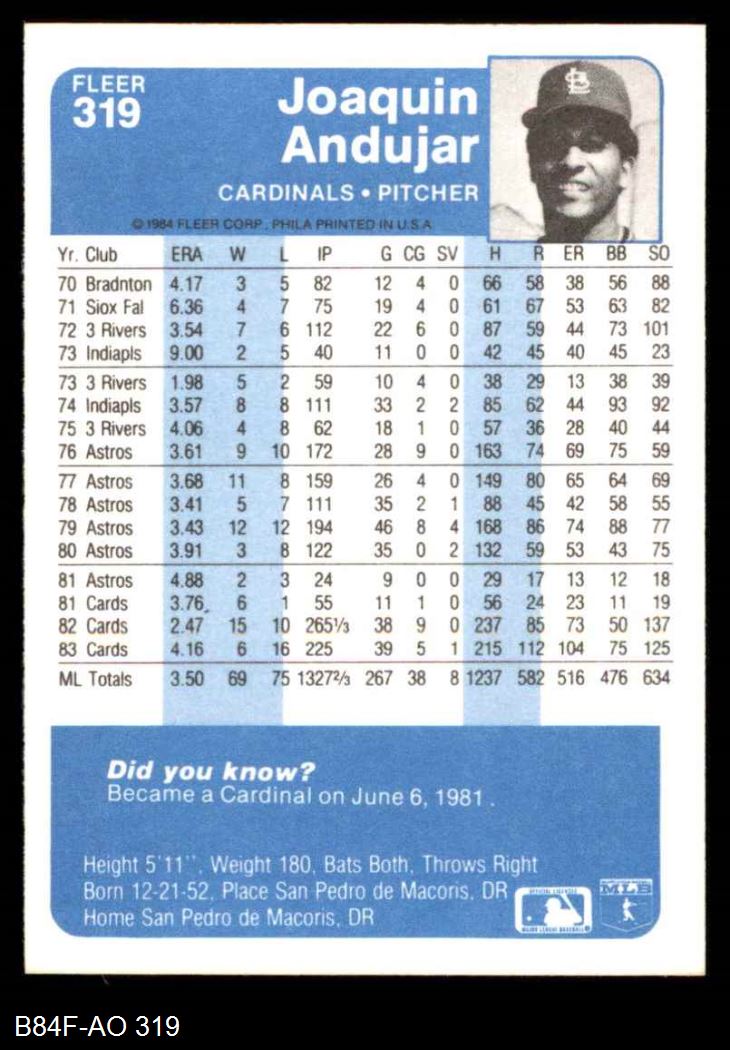 FLEER
319
Joaquin
Andujar
CARDINALS • PITCHER
© 1984 FLEER CORP., PHILA PRINTED IN U.S.A.
Yr. Club ERA W L IP G CG SV H R ER BB SO
70 Bradnton 4.17 3 5 82 12 4 0 66 58 38 56 88
71 Siox Fal 6.36 4 7 75 19 4 0 61 67 53 63 82
72 3 Rivers 3.54 7 6 112 22 6 0 87 59 44 73 101
73 Indiapls 9.00 2 5 40 11 0 0 42 45 40 45 23
73 3 Rivers 1.98 5 2 59 10 4 0 38 29 13 38 39
74 Indiapls 3.57 8 8 111 33 2 2 85 62 44 93 92
75 3 Rivers 4.06 4 8 62 18 1 0 57 36 28 40 44
76 Astros 3.61 9 10 172 28 9 0 163 74 69 75 59
77 Astros 3.68 11 8 159 26 4 0 149 80 65 64 69
78 Astros 3.41 5 7 111 35 2 1 88 45 42 58 55
79 Astros 3.43 12 12 194 46 8 4 168 86 74 88 77
80 Astros 3.91 3 8 122 35 0 2 132 59 53 43 75
81 Astros 4.88 2 3 24 9 0 0 29 17 13 12 18
81 Cards 3.76 6 1 55 11 1 0 56 24 23 11 19
82 Cards 2.47 15 10 265⅓ 38 9 0 237 85 73 50 137
83 Cards 4.16 6 16 225 39 5 1 215 112 104 75 125
ML Totals 3.50 69 75 1327⅔ 267 38 8 1237 582 516 476 634
Did you know?
Became a Cardinal on June 6, 1981.
Height 5'11'', Weight 180, Bats Both, Throws Right
Born 12-21-52, Place San Pedro de Macoris, DR
Home San Pedro de Macoris, DR
OFFICIAL LICENSEE
MAJOR LEAGUE BASEBALL
MLB
B84F-AO 319